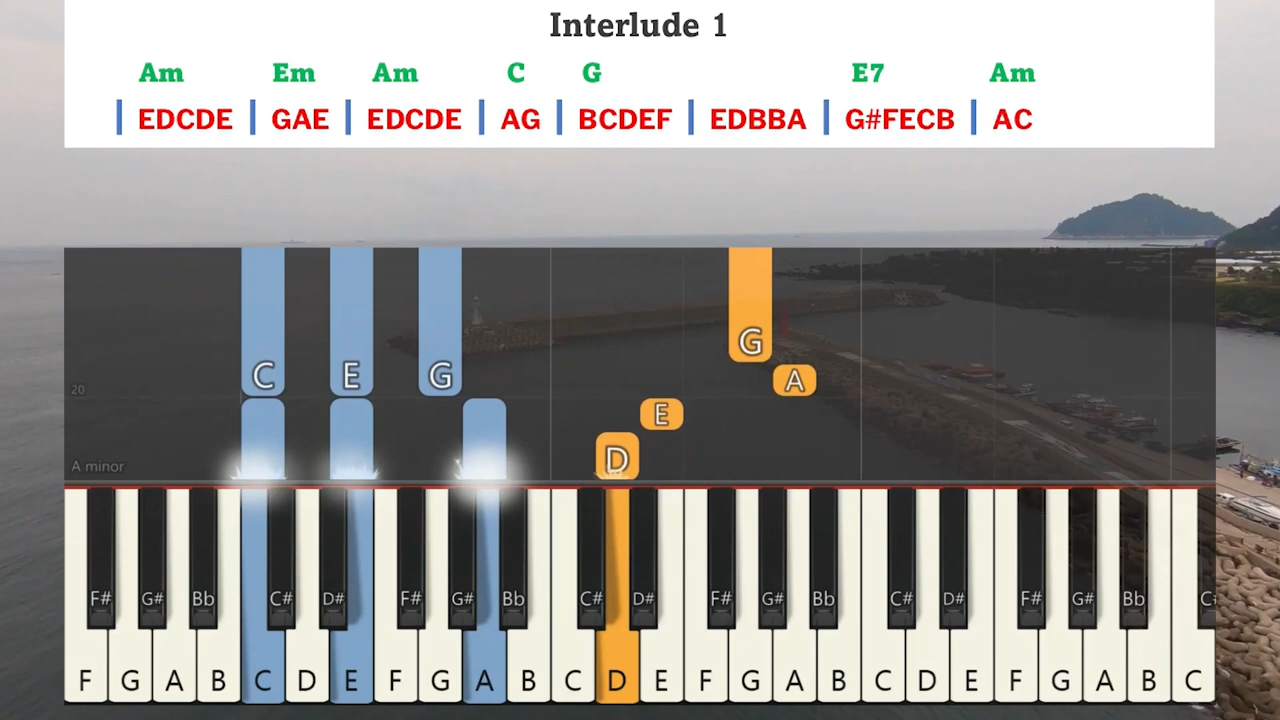 Interlude 1
Am Em Am C G E7 Am
| EDCDE | GAE | EDCDE | AG | BCDEF | EDBBA | G#FECB | AC
G
C E G A
20
E
D
A minor
F# G# Bb C# D# F# G# Bb C# D# F# G# Bb C# D# F# G# Bb C
F G A B C D E F G A B C D E F G A B C D E F G A B C